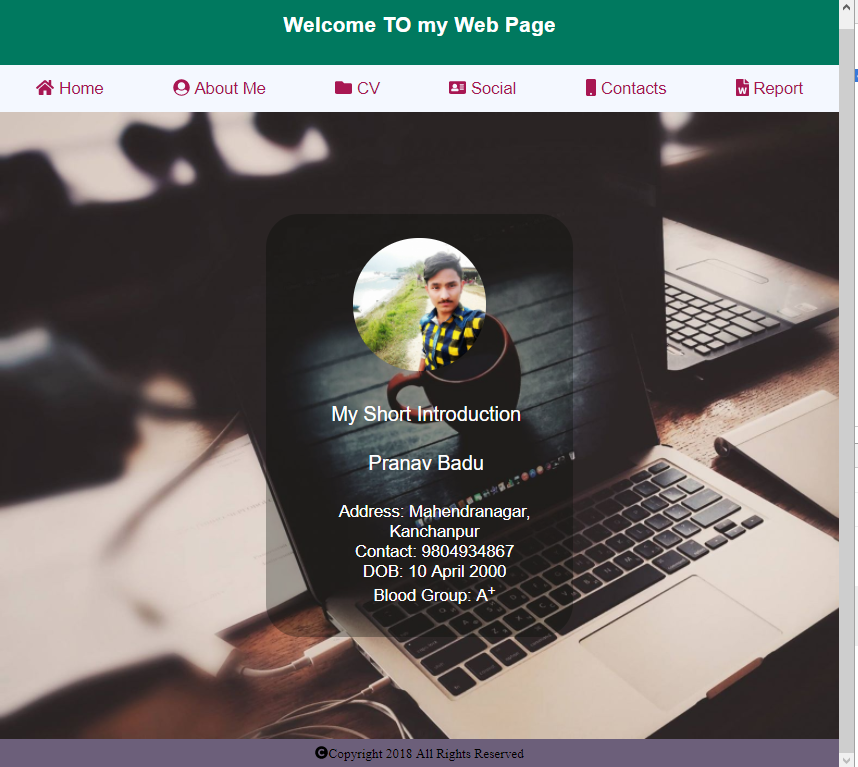 Welcome TO my Web Page
Home About Me CV Social Contacts Report
My Short Introduction
Pranav Badu
Address: Mahendranagar,
Kanchanpur
Contact: 9804934867
DOB: 10 April 2000
Blood Group: A+
Copyright 2018 All Rights Reserved